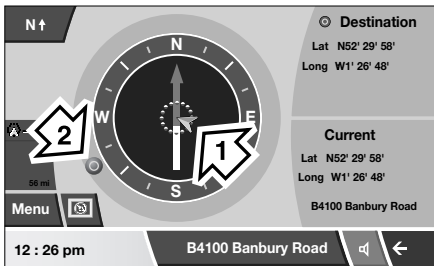 N↑
Destination
Lat N52' 29' 58'
Long W1' 26' 48'
N
W
E
S
2
1
56 mi
Current
Lat N52' 29' 58'
Long W1' 26' 48'
B4100 Banbury Road
Menu
12 : 26 pm
B4100 Banbury Road